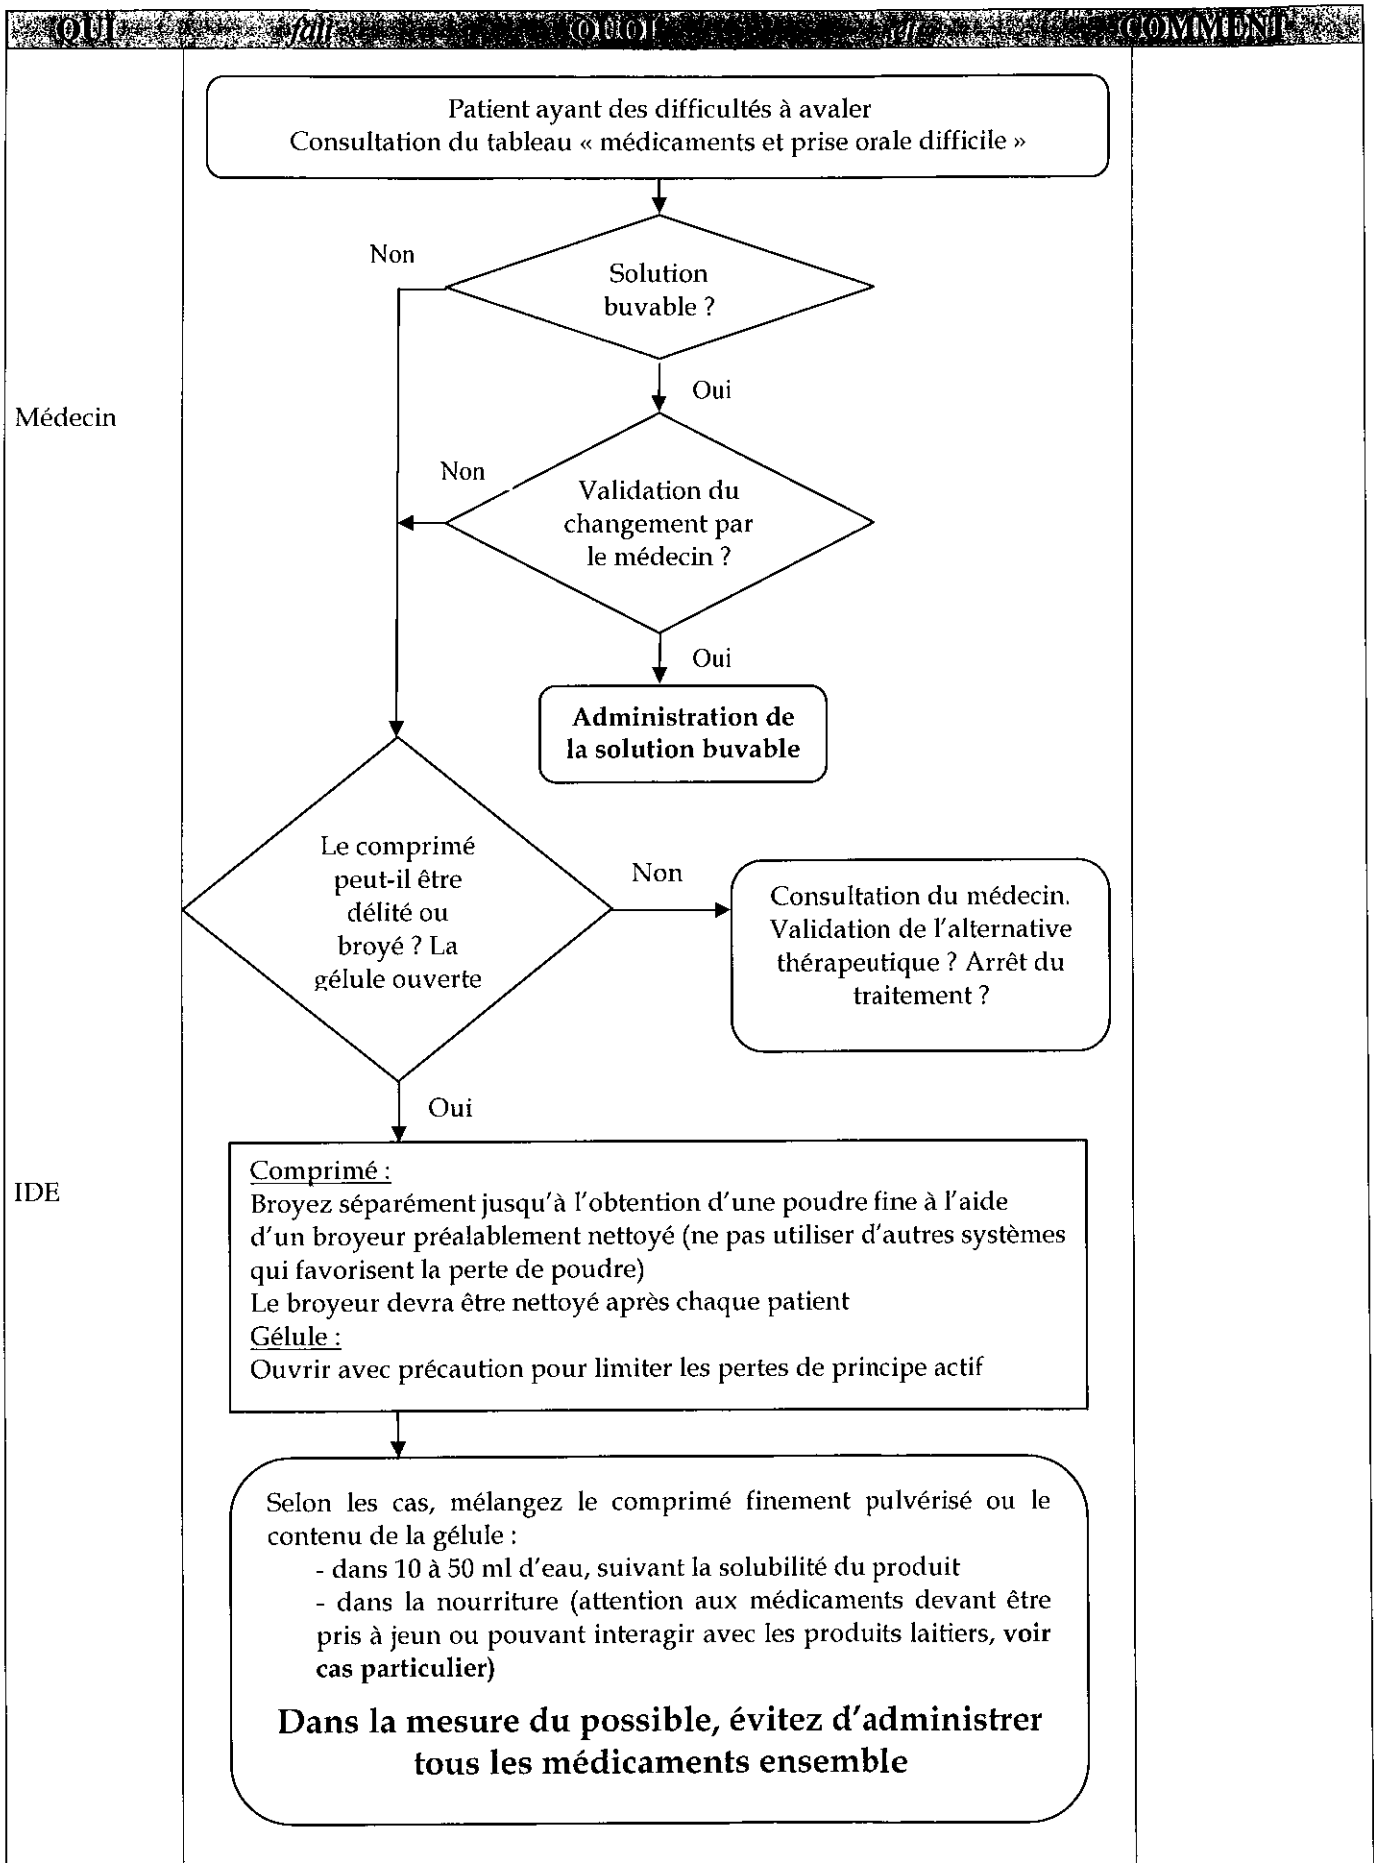 QUI fait QUOI et COMMENT
Patient ayant des difficultés à avaler
Consultation du tableau « médicaments et prise orale difficile »
Non
Solution
buvable ?
Oui
Médecin
Non
Validation du
changement par
le médecin ?
Oui
Administration de
la solution buvable
Le comprimé
peut-il être
délité ou
broyé ? La
gélule ouverte
Non
Consultation du médecin.
Validation de l'alternative
thérapeutique ? Arrêt du
traitement ?
Oui
IDE
Comprimé :
Broyez séparément jusqu'à l'obtention d'une poudre fine à l'aide
d'un broyeur préalablement nettoyé (ne pas utiliser d'autres systèmes
qui favorisent la perte de poudre)
Le broyeur devra être nettoyé après chaque patient
Gélule :
Ouvrir avec précaution pour limiter les pertes de principe actif
Selon les cas, mélangez le comprimé finement pulvérisé ou le
contenu de la gélule :
- dans 10 à 50 ml d'eau, suivant la solubilité du produit
- dans la nourriture (attention aux médicaments devant être
pris à jeun ou pouvant interagir avec les produits laitiers, voir
cas particulier)
Dans la mesure du possible, évitez d'administrer
tous les médicaments ensemble